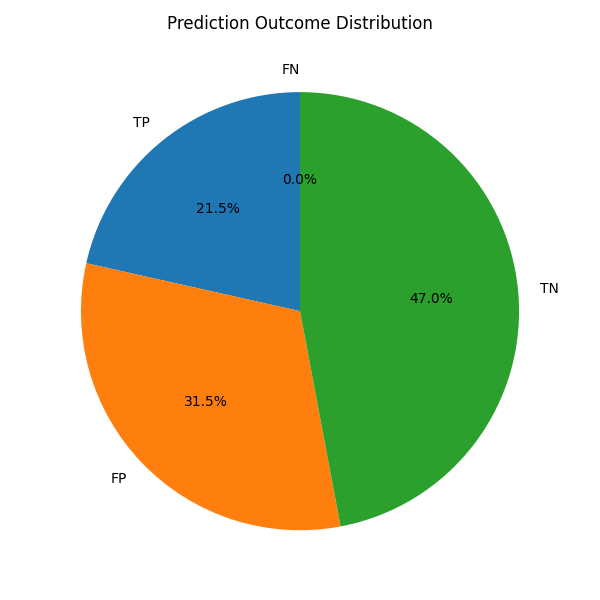 Prediction Outcome Distribution
FN
TP
0.0%
21.5%
TN
47.0%
31.5%
FP